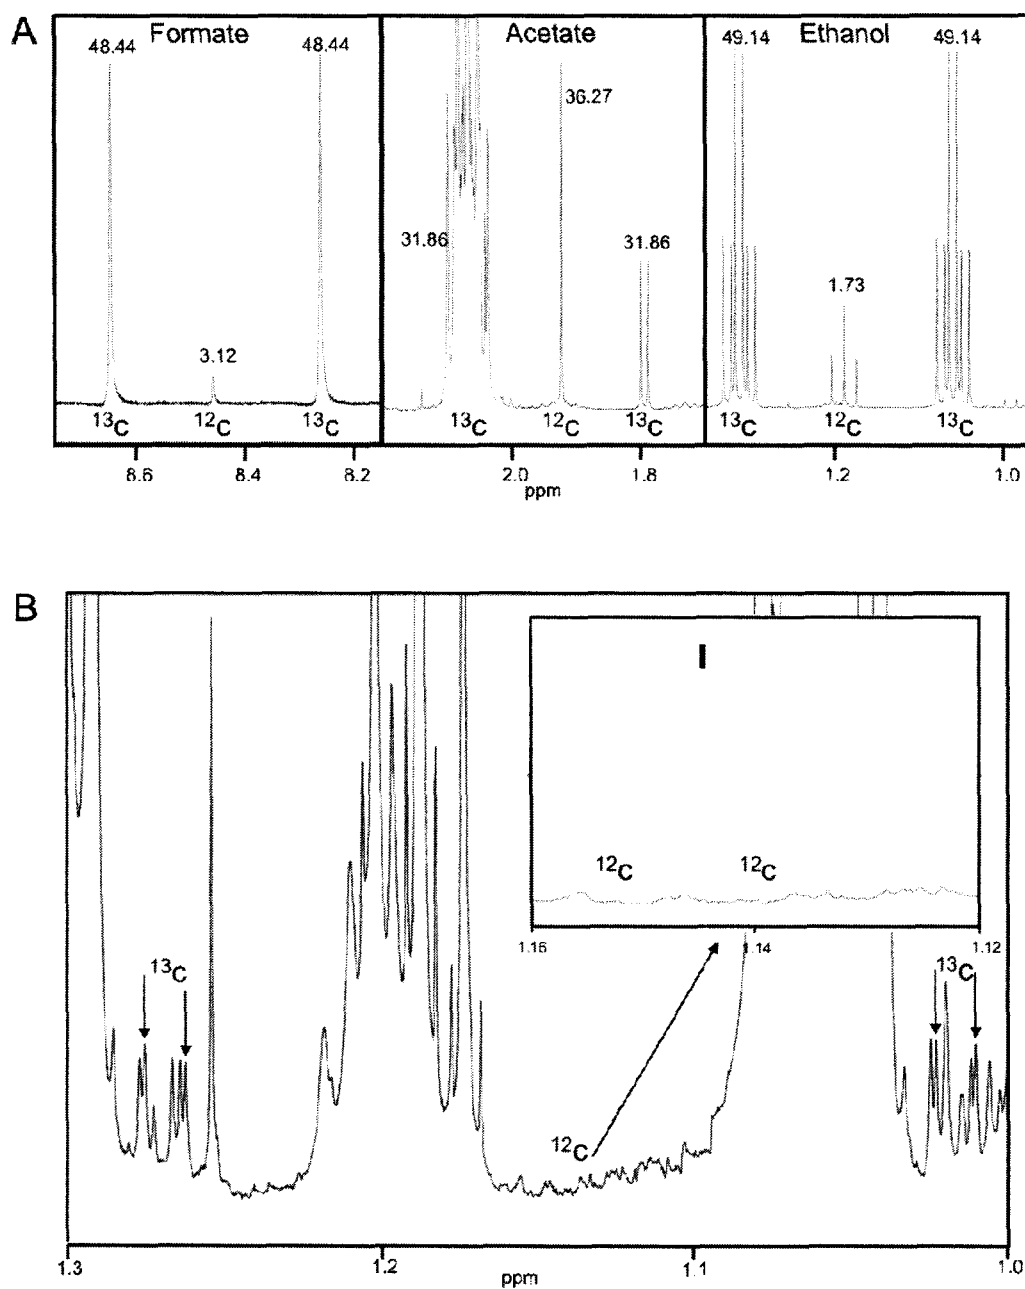 A
Formate Acetate Ethanol
48.44 48.44 49.14 49.14
36.27
31.86 31.86
1.73
3.12
¹³C ¹²C ¹³C ¹³C ¹²C ¹³C ¹³C ¹²C ¹³C
8.6 8.4 8.2 2.0 1.8 1.2 1.0
ppm
B
I
¹²C ¹²C
1.16 1.14 1.12
¹³C ¹³C
¹²C
1.3 1.2 1.1 1.0
ppm